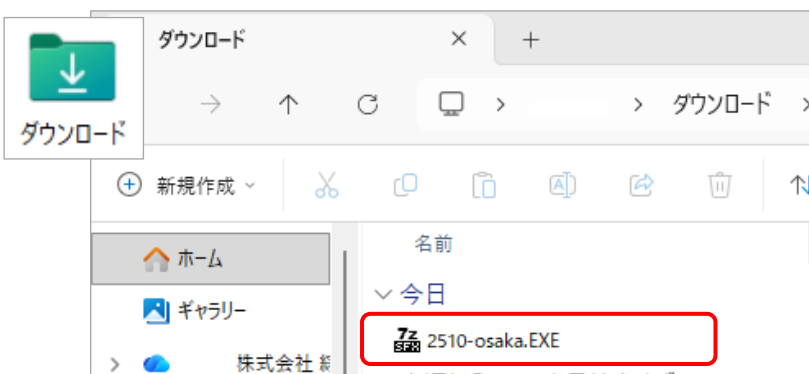 ダウンロード
ダウンロード
ダウンロード
新規作成
名前
ホーム
今日
ギャラリー
7z SFX 2510-osaka.EXE
株式会社